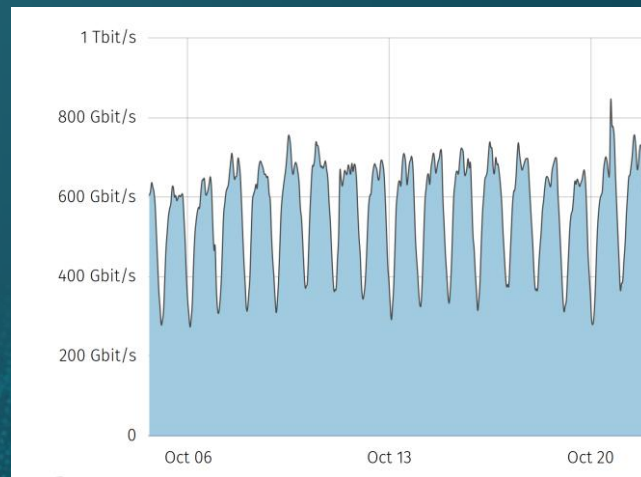 1 Tbit/s
800 Gbit/s
600 Gbit/s
400 Gbit/s
200 Gbit/s
0
Oct 06 Oct 13 Oct 20